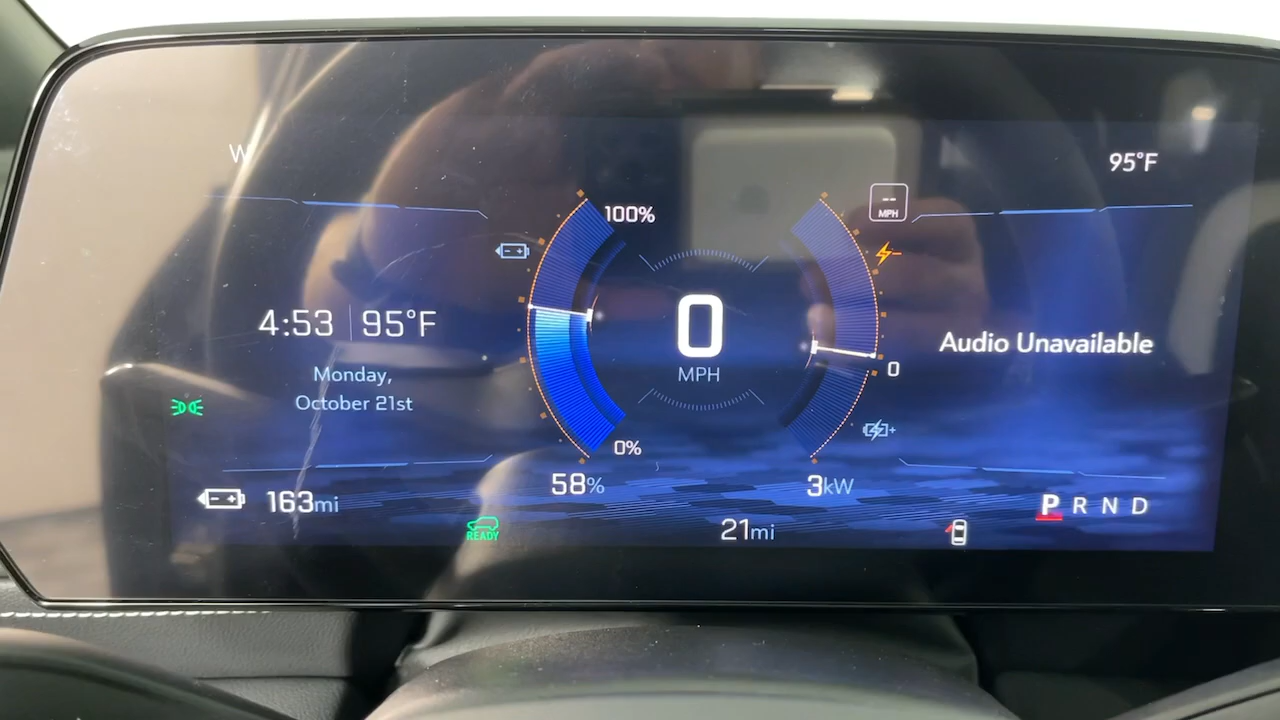 W
95°F
100%
--
MPH
4:53
95°F
0
MPH
Audio Unavailable
Monday,
October 21st
0
0%
58%
3kW
163mi
P R N D
READY
21mi